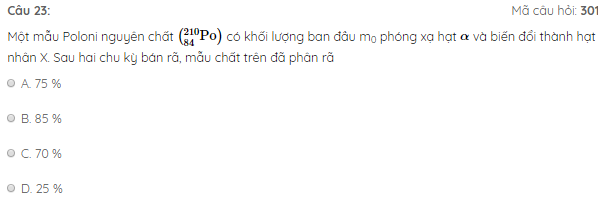 Câu 23: Mã câu hỏi: 301
Một mẫu Poloni nguyên chất (²¹⁰₈₄Po) có khối lượng ban đầu m₀ phóng xạ hạt α và biến đổi thành hạt
nhân X. Sau hai chu kỳ bán rã, mẫu chất trên đã phân rã
A. 75 %
B. 85 %
C. 70 %
D. 25 %